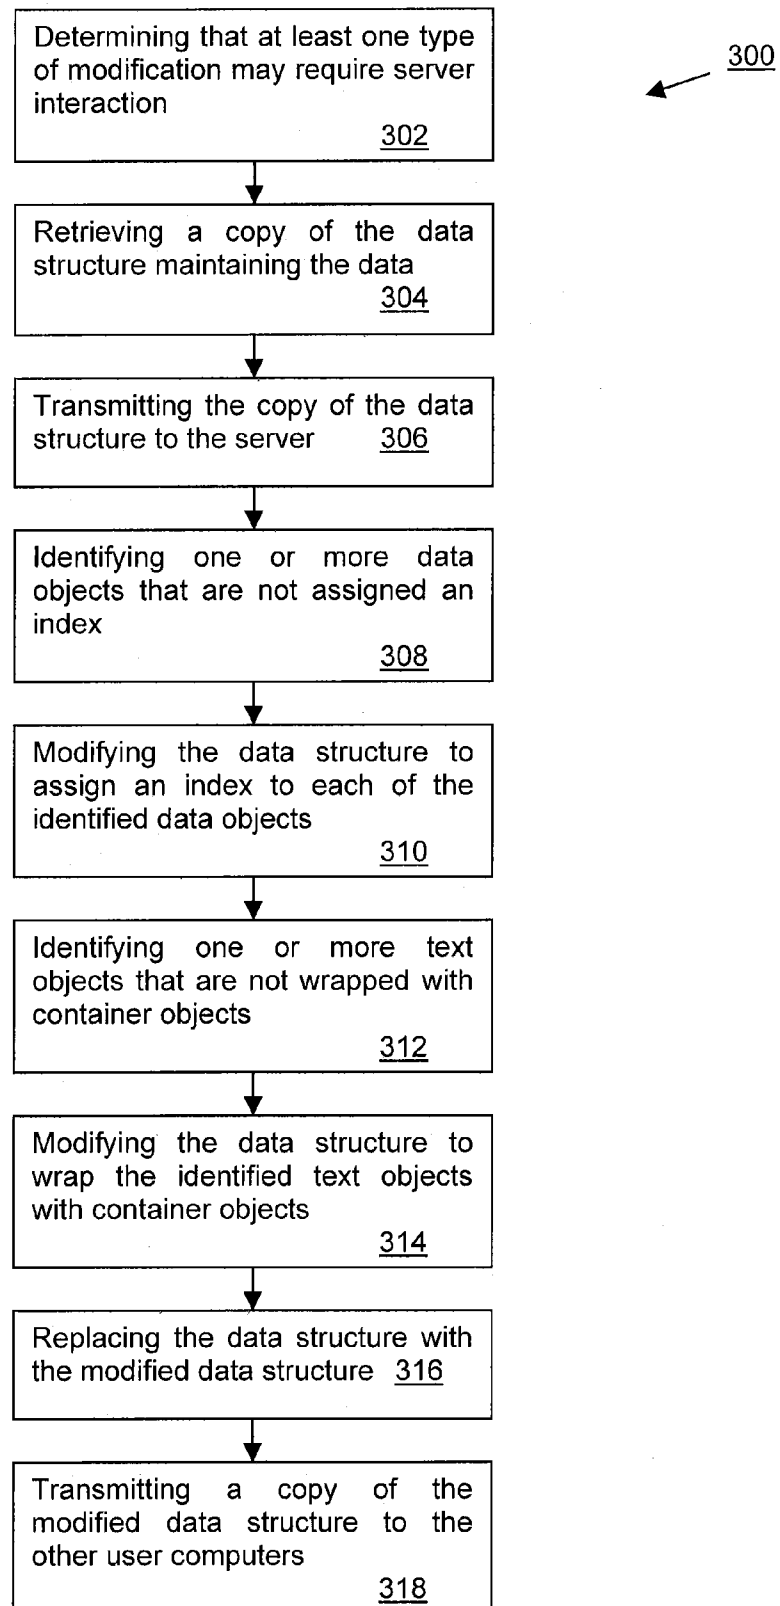 Determining that at least one type
of modification may require server
interaction
302
300
Retrieving a copy of the data
structure maintaining the data
304
Transmitting the copy of the data
structure to the server 306
Identifying one or more data
objects that are not assigned an
index
308
Modifying the data structure to
assign an index to each of the
identified data objects
310
Identifying one or more text
objects that are not wrapped with
container objects
312
Modifying the data structure to
wrap the identified text objects
with container objects
314
Replacing the data structure with
the modified data structure 316
Transmitting a copy of the
modified data structure to the
other user computers
318